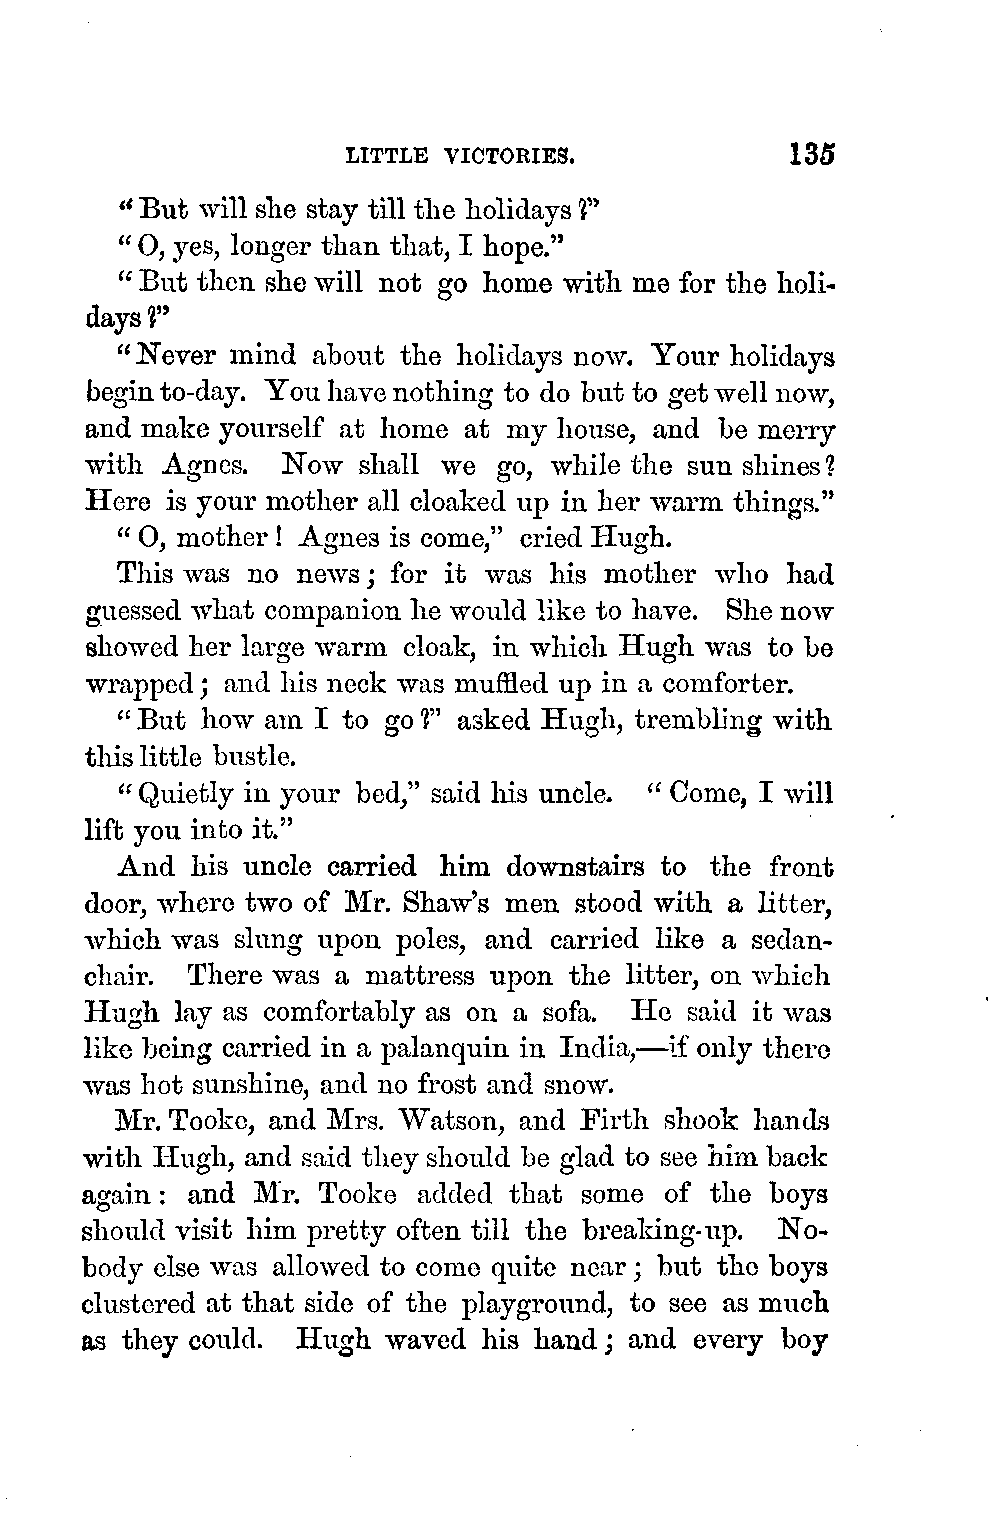 LITTLE VICTORIES. 135
“But will she stay till the holidays?”
“O, yes, longer than that, I hope.”
“But then she will not go home with me for the holi-
days?”
“Never mind about the holidays now. Your holidays
begin to-day. You have nothing to do but to get well now,
and make yourself at home at my house, and be merry
with Agnes. Now shall we go, while the sun shines?
Here is your mother all cloaked up in her warm things.”
“O, mother! Agnes is come,” cried Hugh.
This was no news; for it was his mother who had
guessed what companion he would like to have. She now
showed her large warm cloak, in which Hugh was to be
wrapped; and his neck was muffled up in a comforter.
“But how am I to go?” asked Hugh, trembling with
this little bustle.
“Quietly in your bed,” said his uncle. “Come, I will
lift you into it.”
And his uncle carried him downstairs to the front
door, where two of Mr. Shaw’s men stood with a litter,
which was slung upon poles, and carried like a sedan-
chair. There was a mattress upon the litter, on which
Hugh lay as comfortably as on a sofa. He said it was
like being carried in a palanquin in India,—if only there
was hot sunshine, and no frost and snow.
Mr. Tooke, and Mrs. Watson, and Firth shook hands
with Hugh, and said they should be glad to see him back
again: and Mr. Tooke added that some of the boys
should visit him pretty often till the breaking-up. No-
body else was allowed to come quite near; but the boys
clustered at that side of the playground, to see as much
as they could. Hugh waved his hand; and every boy